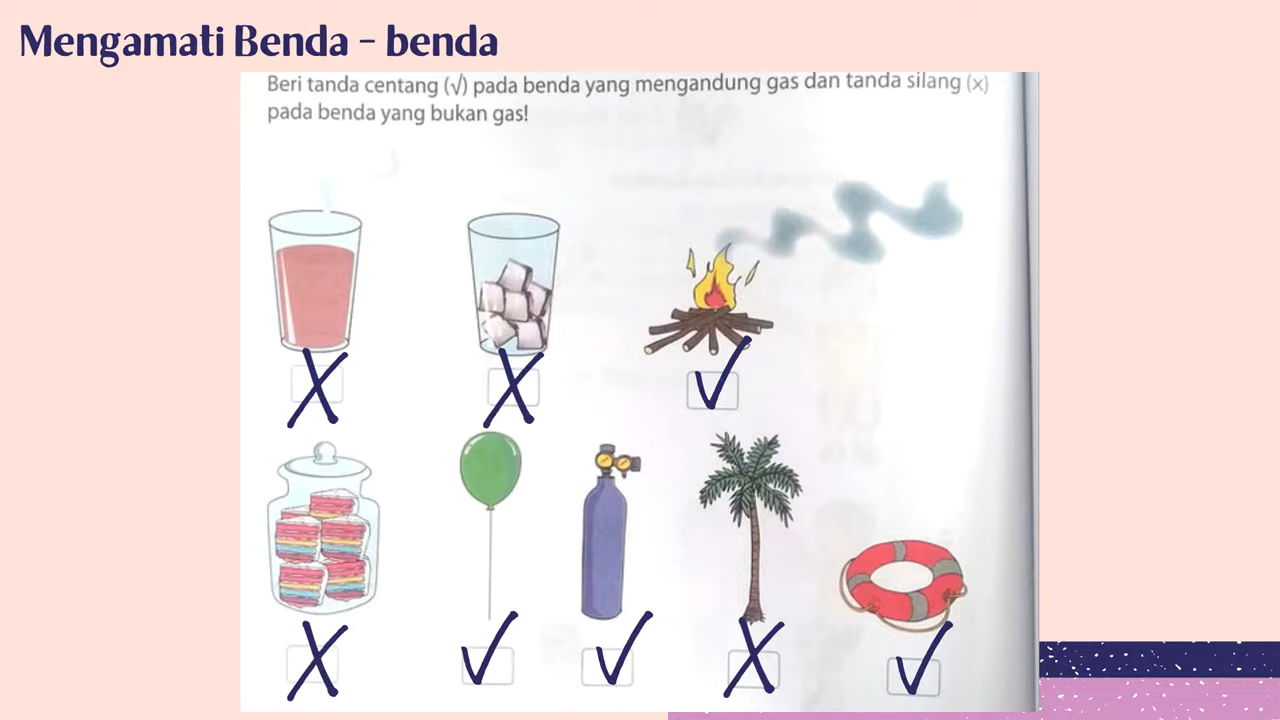 Mengamati Benda - benda
Beri tanda centang (√) pada benda yang mengandung gas dan tanda silang (x)
pada benda yang bukan gas!
X
X
√
X
√
√
X
√